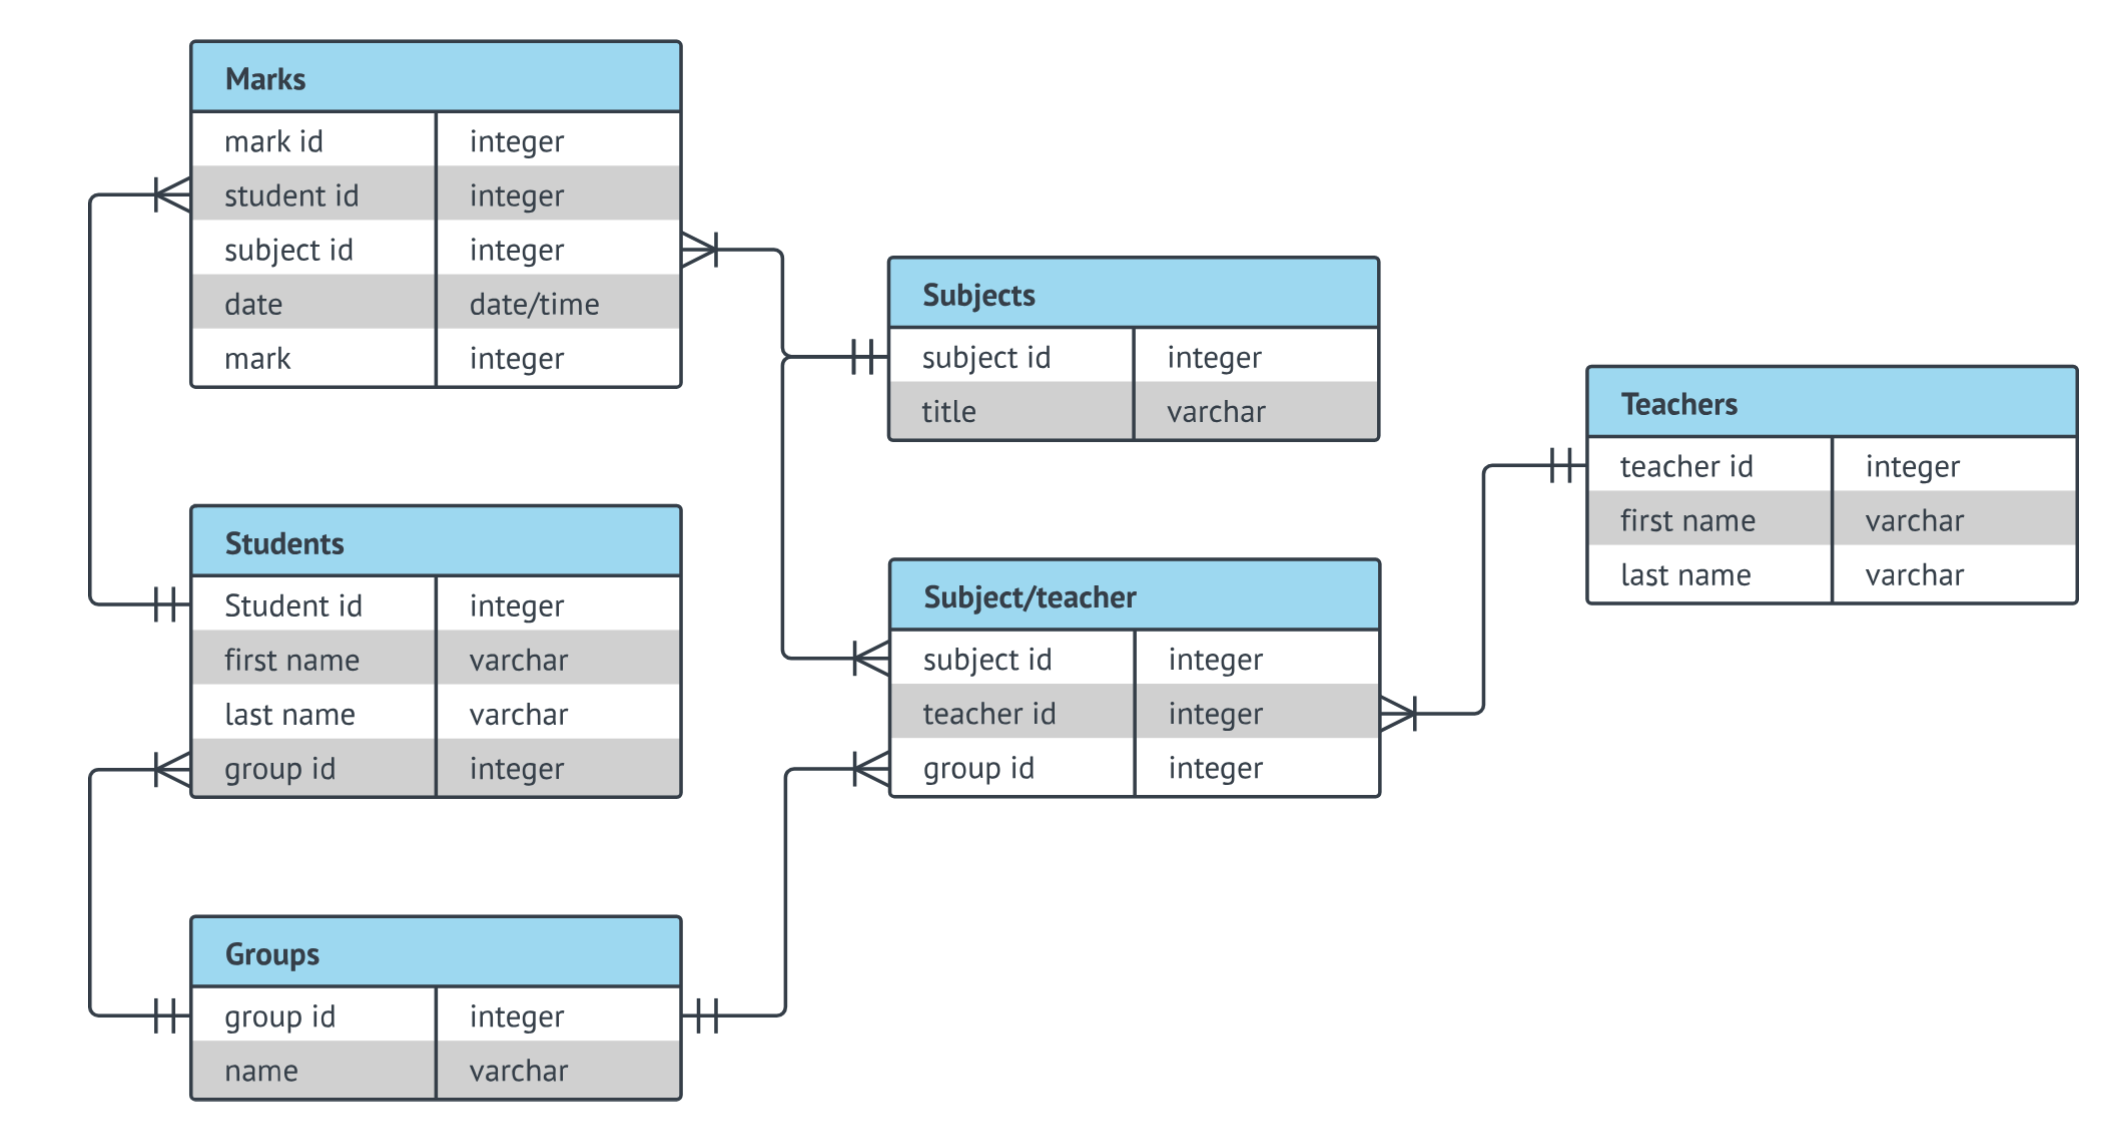 Marks
mark id integer
student id integer
subject id integer
date date/time
mark integer
Subjects
subject id integer
title varchar
Teachers
teacher id integer
first name varchar
last name varchar
Students
Student id integer
first name varchar
last name varchar
group id integer
Subject/teacher
subject id integer
teacher id integer
group id integer
Groups
group id integer
name varchar